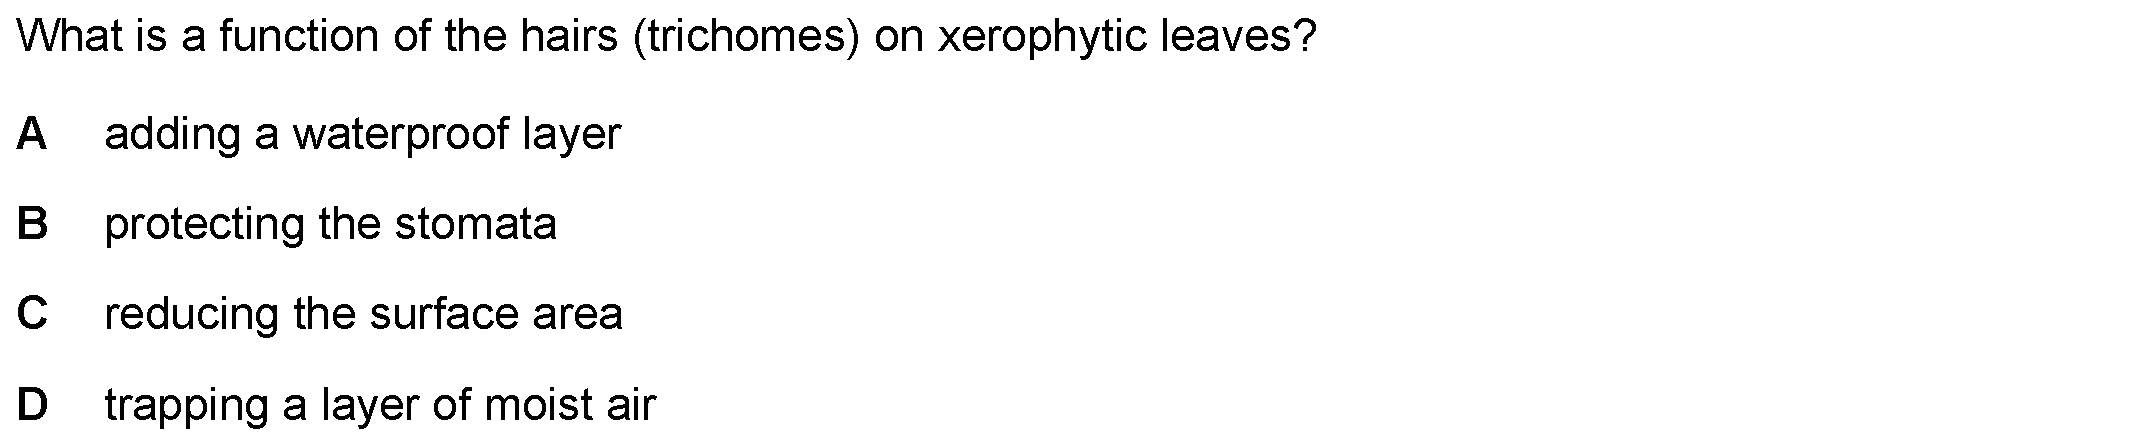 What is a function of the hairs (trichomes) on xerophytic leaves?
A adding a waterproof layer
B protecting the stomata
C reducing the surface area
D trapping a layer of moist air